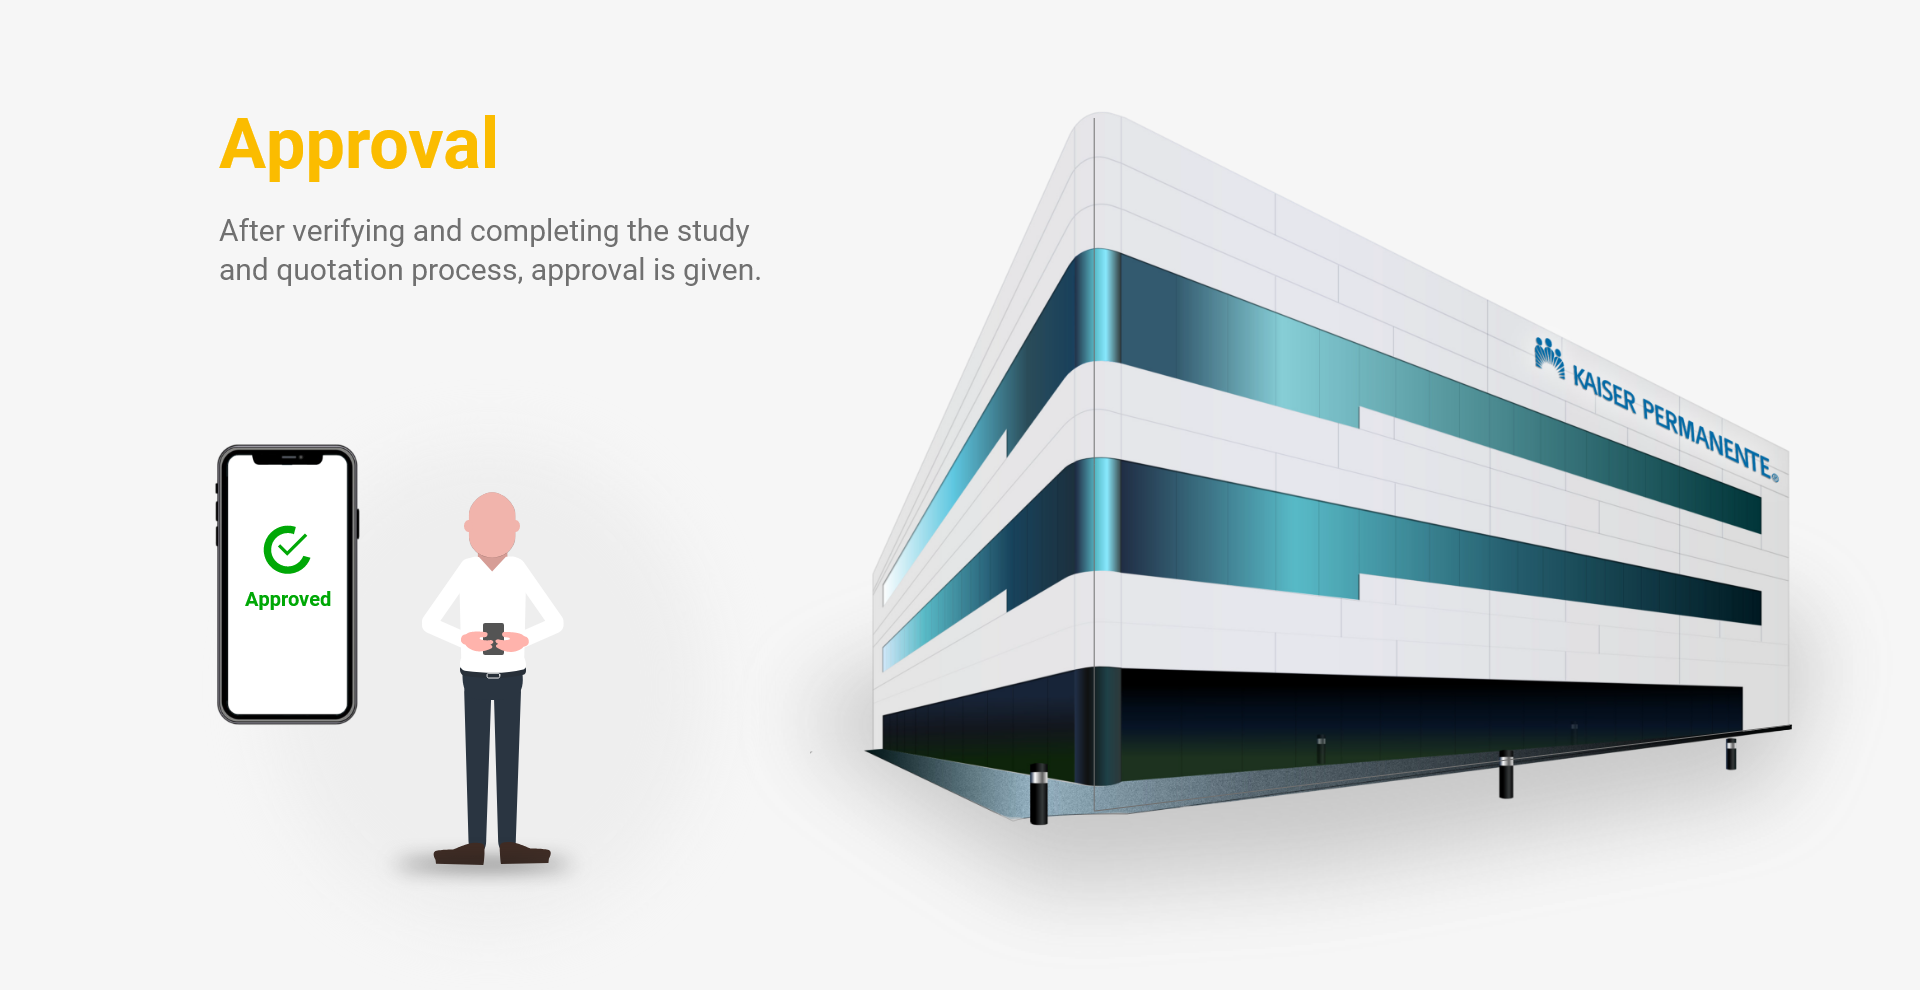 Approval
After verifying and completing the study
and quotation process, approval is given.
KAISER PERMANENTE®
Approved